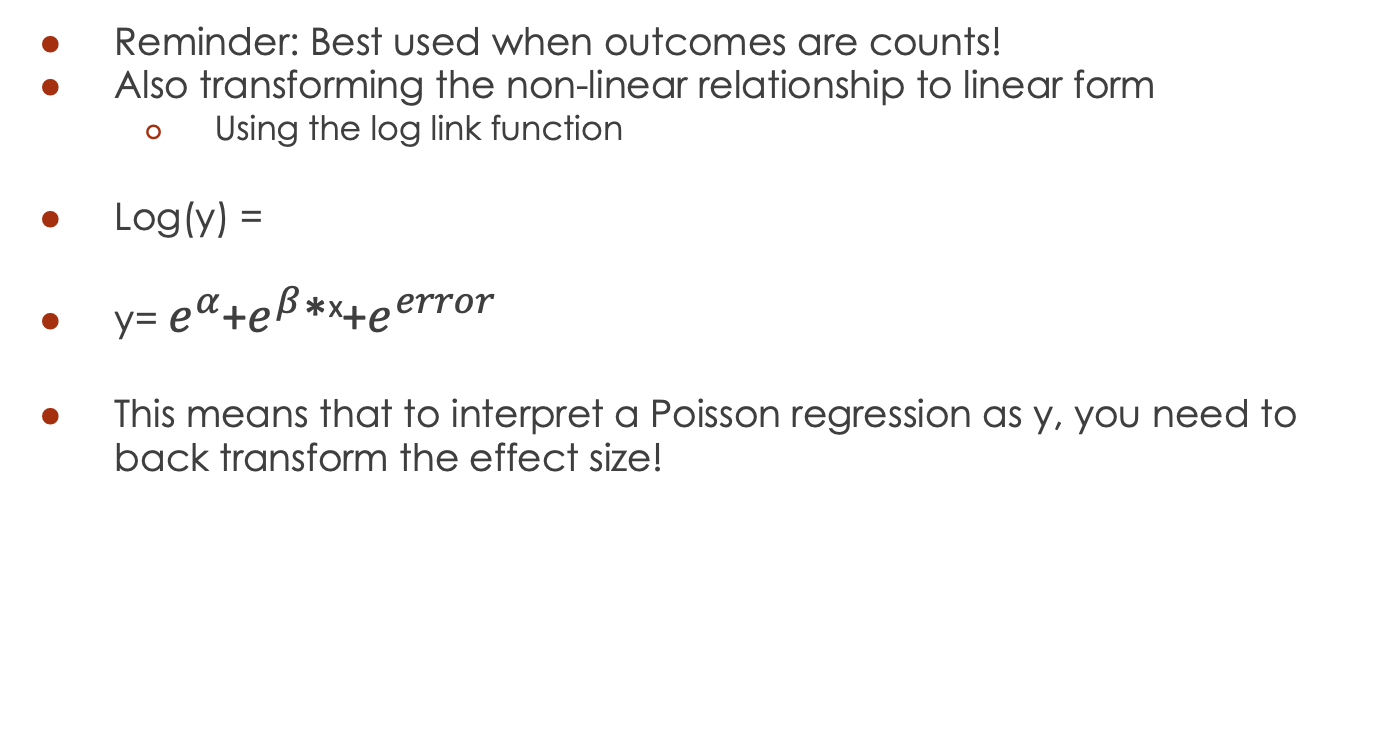 ● Reminder: Best used when outcomes are counts!
● Also transforming the non-linear relationship to linear form
○ Using the log link function
● Log(y) =
● y= 𝑒^𝛼+𝑒^𝛽∗x+𝑒^𝑒𝑟𝑟𝑜𝑟
● This means that to interpret a Poisson regression as y, you need to
back transform the effect size!